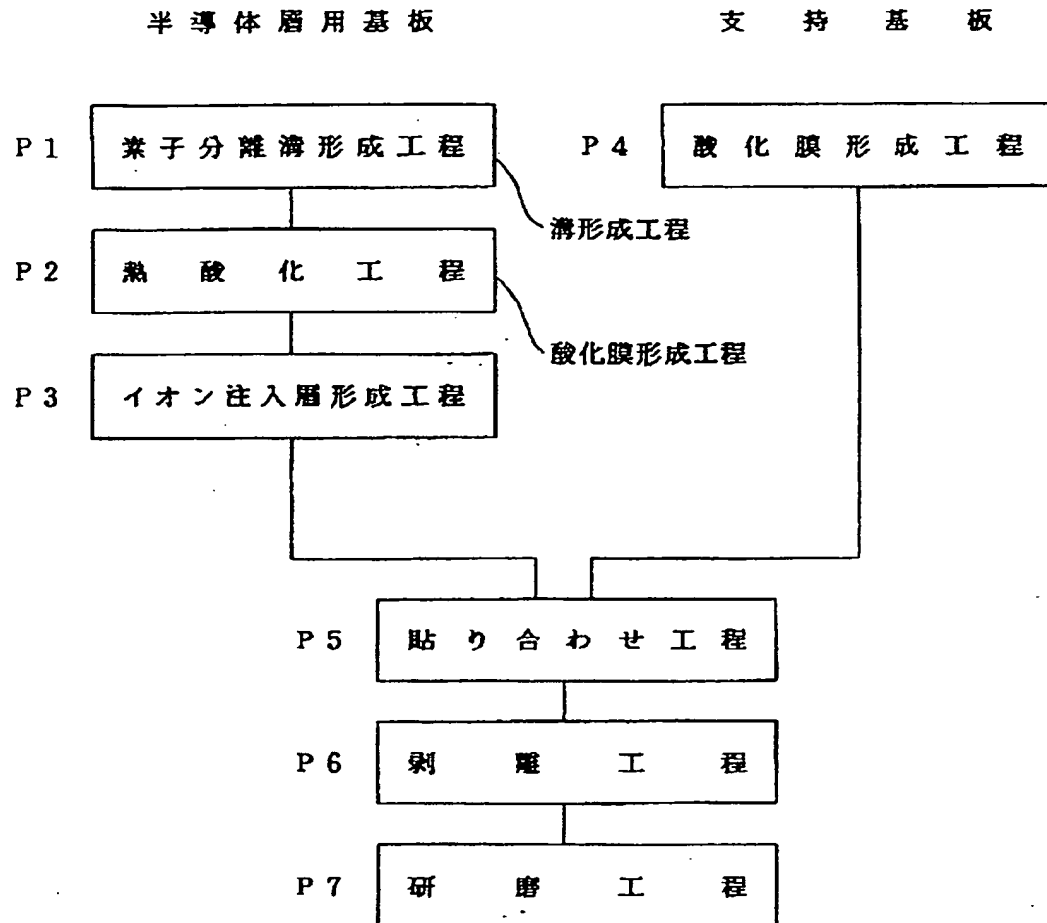 半導体層用基板
支持基板
P1 素子分離溝形成工程
溝形成工程
P2 熱酸化工程
酸化膜形成工程
P3 イオン注入層形成工程
P4 酸化膜形成工程
P5 貼り合わせ工程
P6 剥離工程
P7 研磨工程